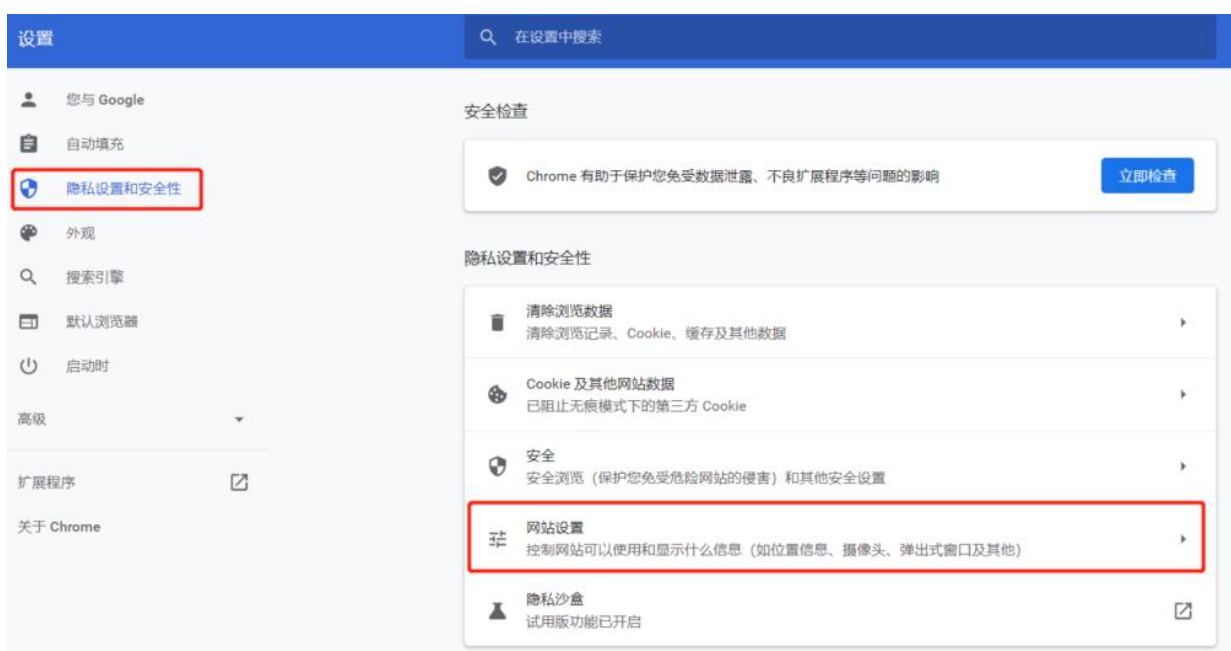 设置
在设置中搜索
您与 Google
自动填充
隐私设置和安全性
外观
搜索引擎
默认浏览器
启动时
高级
扩展程序
关于 Chrome
安全检查
Chrome 有助于保护您免受数据泄露、不良扩展程序等问题的影响
立即检查
隐私设置和安全性
清除浏览数据
清除浏览记录、Cookie、缓存及其他数据
Cookie 及其他网站数据
已阻止无痕模式下的第三方 Cookie
安全
安全浏览（保护您免受危险网站的侵害）和其他安全设置
网站设置
控制网站可以使用和显示什么信息（如位置信息、摄像头、弹出式窗口及其他）
隐私沙盒
试用版功能已开启